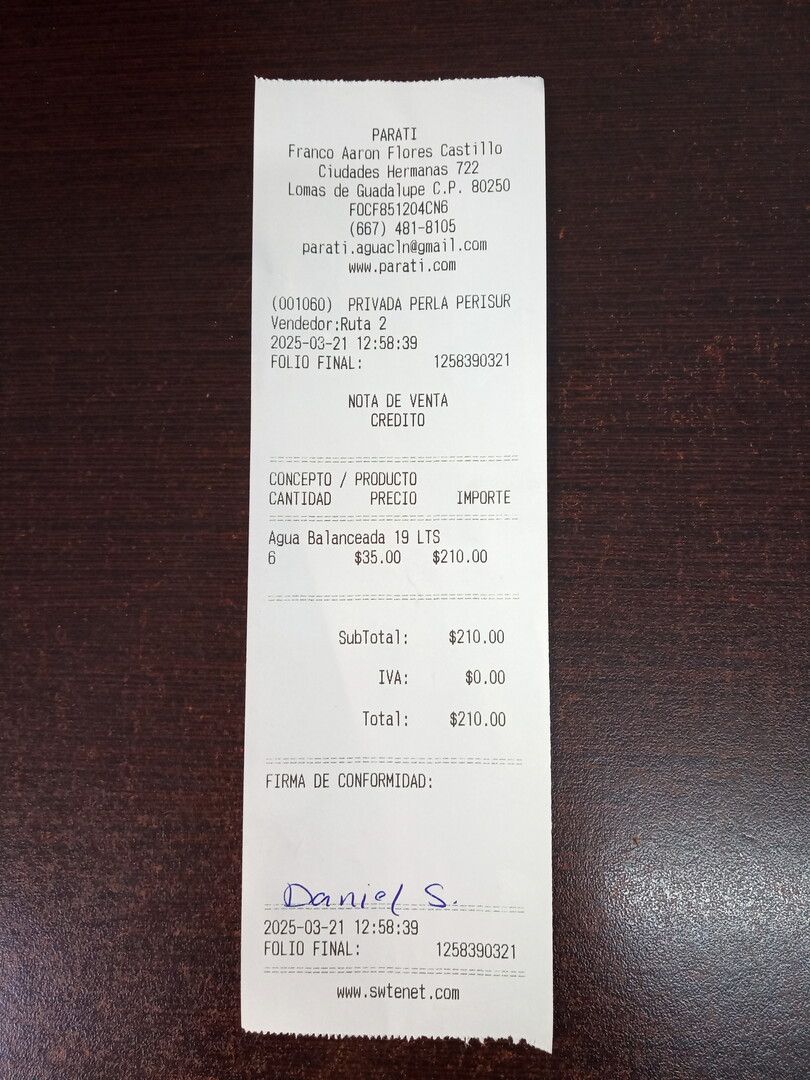 PARATI
Franco Aaron Flores Castillo
Ciudades Hermanas 722
Lomas de Guadalupe C.P. 80250
FOCF851204CN6
(667) 481-8105
parati.aguacln@gmail.com
www.parati.com
(001060) PRIVADA PERLA PERISUR
Vendedor:Ruta 2
2025-03-21 12:58:39
FOLIO FINAL: 1258390321
NOTA DE VENTA
CREDITO
CONCEPTO / PRODUCTO
CANTIDAD PRECIO IMPORTE
Agua Balanceada 19 LTS
6 $35.00 $210.00
SubTotal: $210.00
IVA: $0.00
Total: $210.00
FIRMA DE CONFORMIDAD:
Daniel S.
2025-03-21 12:58:39
FOLIO FINAL: 1258390321
www.swtenet.com